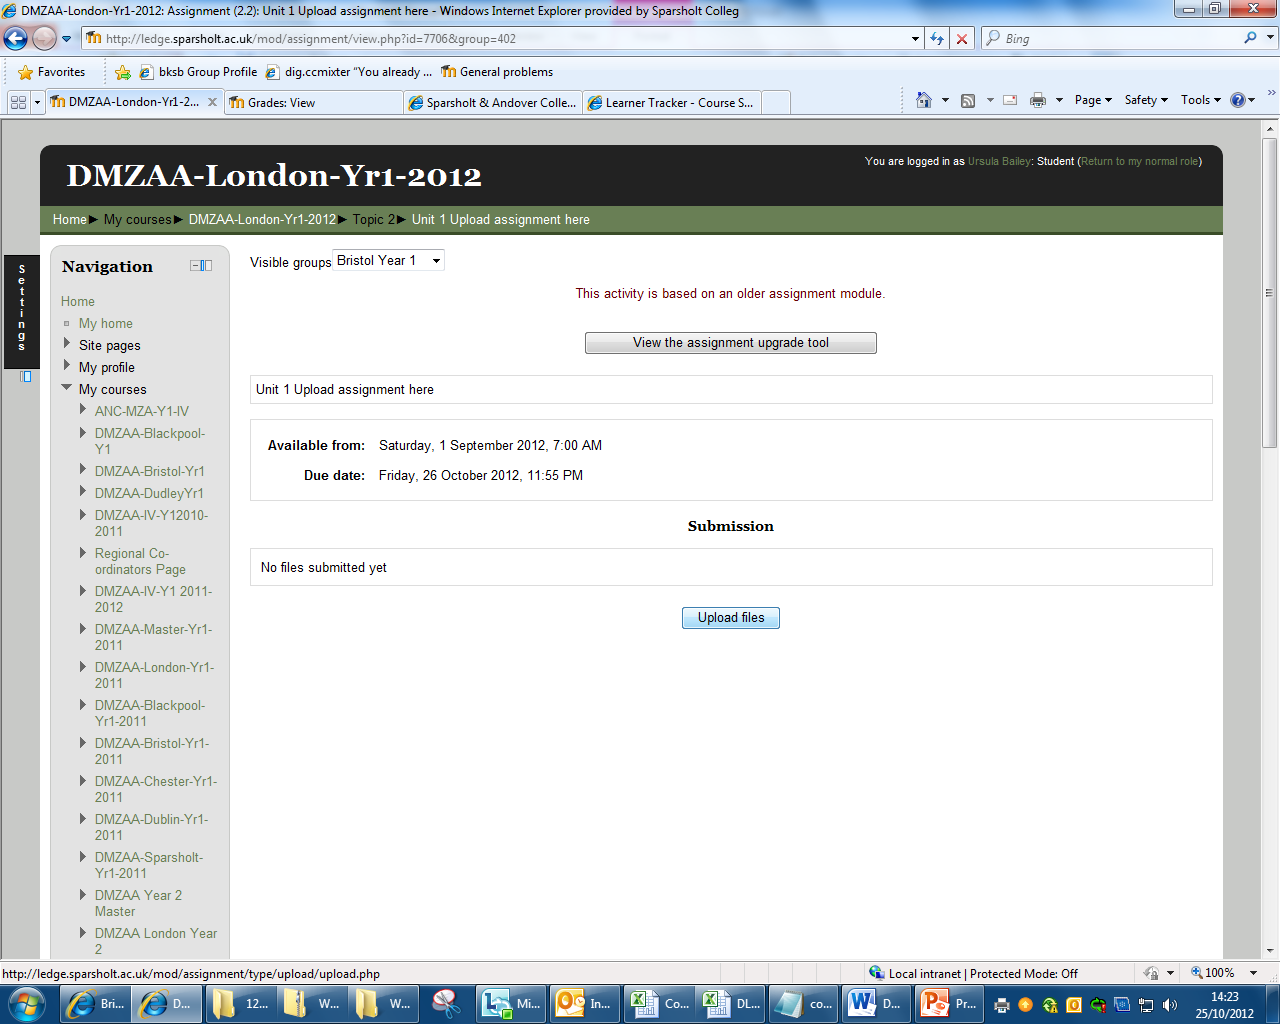 DMZAA-London-Yr1-2012: Assignment (2.2): Unit 1 Upload assignment here - Windows Internet Explorer provided by Sparsholt Colleg
http://ledge.sparsholt.ac.uk/mod/assignment/view.php?id=7706&group=402
Bing
Favorites
bksb Group Profile
dig.ccmixter "You already ...
General problems
DMZAA-London-Yr1-2...
Grades: View
Sparsholt & Andover Colle...
Learner Tracker - Course S...
Page
Safety
Tools
DMZAA-London-Yr1-2012
You are logged in as Ursula Bailey: Student (Return to my normal role)
Home ► My courses ► DMZAA-London-Yr1-2012 ► Topic 2 ► Unit 1 Upload assignment here
Settings
Navigation
Home
My home
Site pages
My profile
My courses
ANC-MZA-Y1-IV
DMZAA-Blackpool-
Y1
DMZAA-Bristol-Yr1
DMZAA-DudleyYr1
DMZAA-IV-Y12010-
2011
Regional Co-
ordinators Page
DMZAA-IV-Y1 2011-
2012
DMZAA-Master-Yr1-
2011
DMZAA-London-Yr1-
2011
DMZAA-Blackpool-
Yr1-2011
DMZAA-Bristol-Yr1-
2011
DMZAA-Chester-Yr1-
2011
DMZAA-Dublin-Yr1-
2011
DMZAA-Sparsholt-
Yr1-2011
DMZAA Year 2
Master
DMZAA London Year
2
Visible groups Bristol Year 1
This activity is based on an older assignment module.
View the assignment upgrade tool
Unit 1 Upload assignment here
Available from: Saturday, 1 September 2012, 7:00 AM
Due date: Friday, 26 October 2012, 11:55 PM
Submission
No files submitted yet
Upload files
http://ledge.sparsholt.ac.uk/mod/assignment/type/upload/upload.php
Local intranet | Protected Mode: Off
100%
Bri...
D...
12...
W...
W...
Mi...
In...
Co...
DL...
co...
D...
Pr...
14:23
25/10/2012